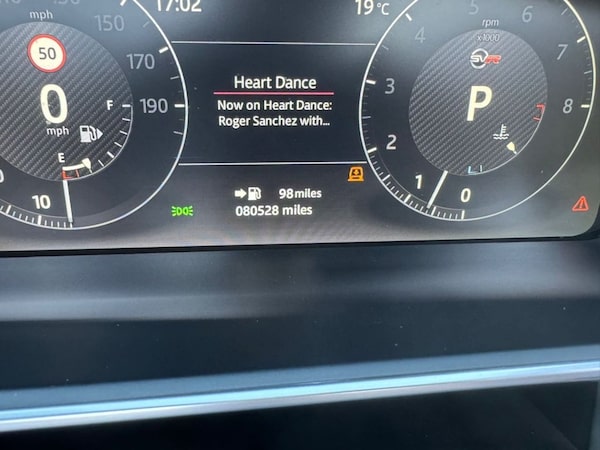 17:02
19°C
mph
150
170
190
50
0
mph
F
E
10
Heart Dance
Now on Heart Dance:
Roger Sanchez with...
98 miles
080528 miles
rpm
x1000
SVR
P
0
1
2
3
4
5
6
7
8